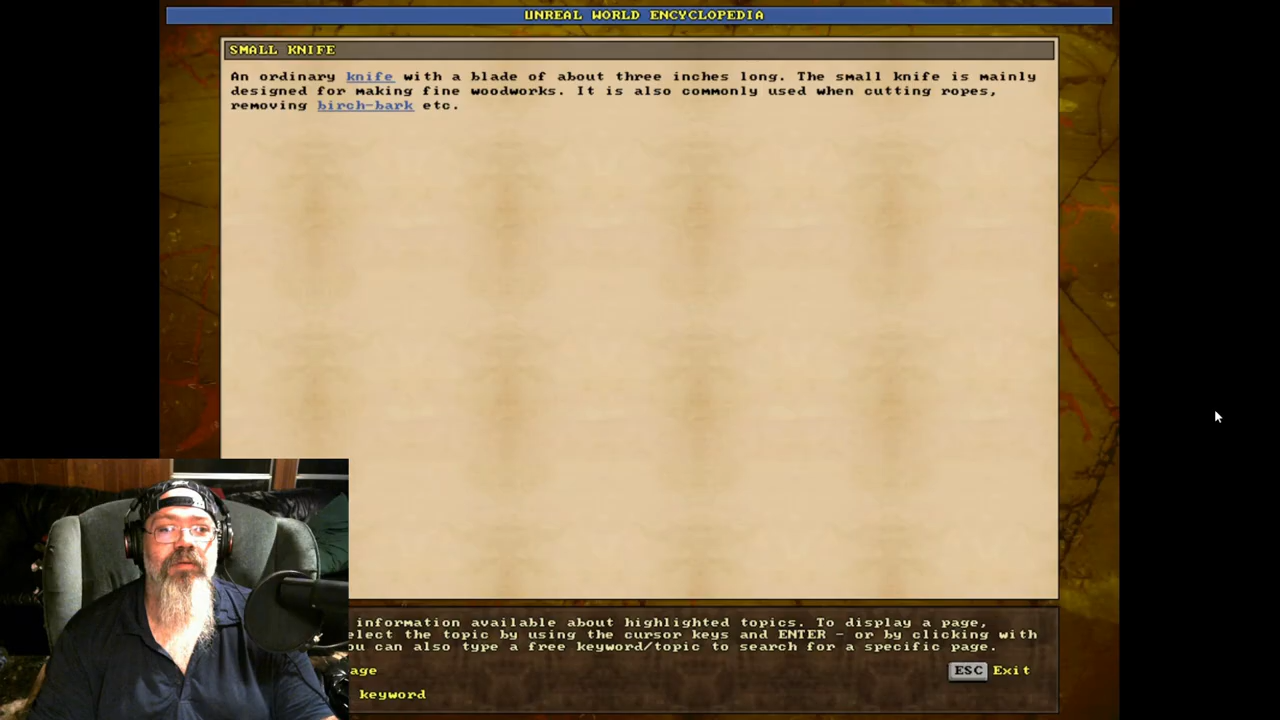 UNREAL WORLD ENCYCLOPEDIA
SMALL KNIFE
An ordinary knife with a blade of about three inches long. The small knife is mainly
designed for making fine woodworks. It is also commonly used when cutting ropes,
removing birch-bark etc.
information available about highlighted topics. To display a page,
elect the topic by using the cursor keys and ENTER - or by clicking with
ou can also type a free keyword/topic to search for a specific page.
age
ESC Exit
keyword